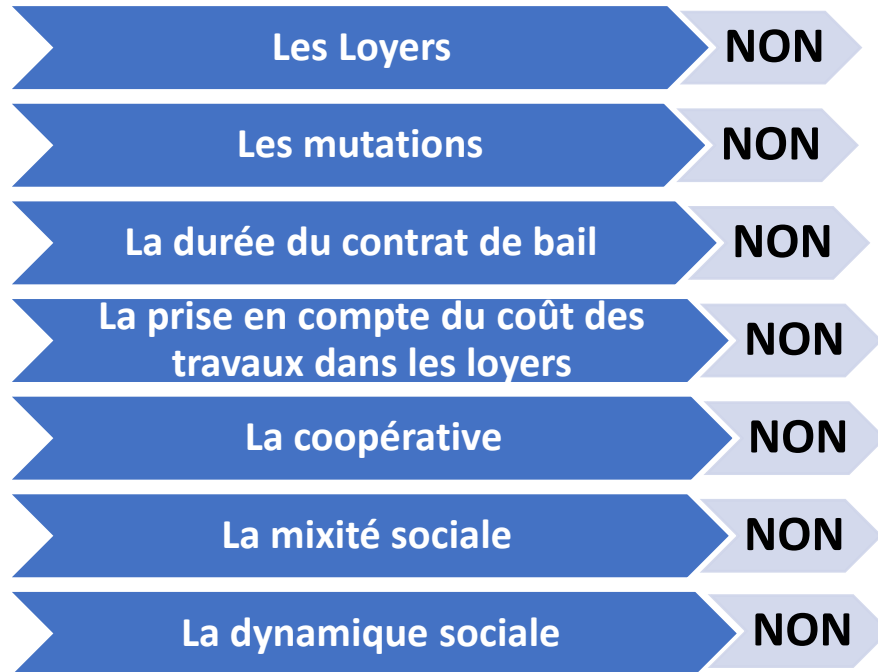 Les Loyers NON
Les mutations NON
La durée du contrat de bail NON
La prise en compte du coût des
travaux dans les loyers NON
La coopérative NON
La mixité sociale NON
La dynamique sociale NON